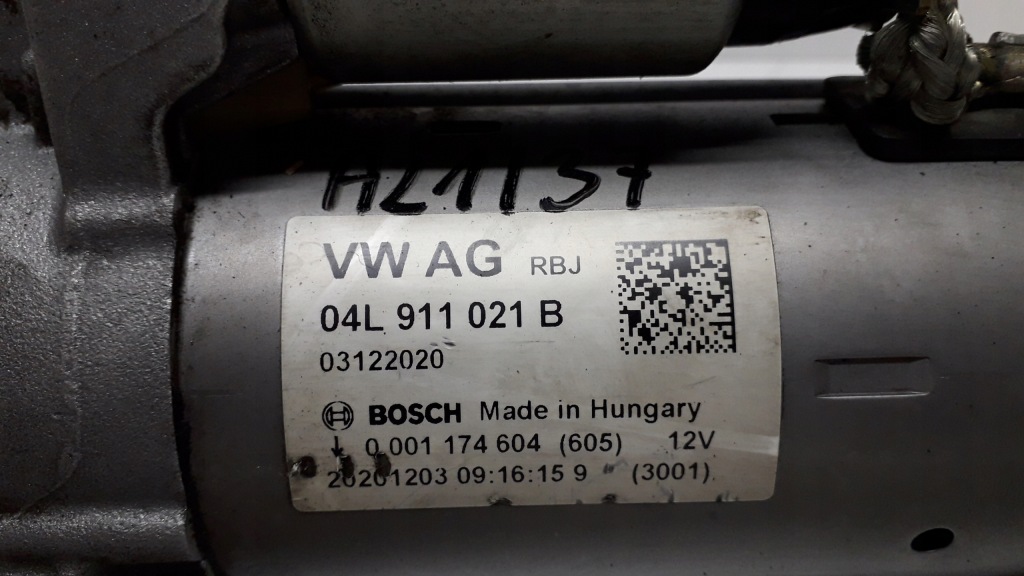 AZ1157
VW AG RBJ
04L 911 021 B
03122020
BOSCH Made in Hungary
0 001 174 604 (605) 12V
20201203 09:16:15 9 (3001)